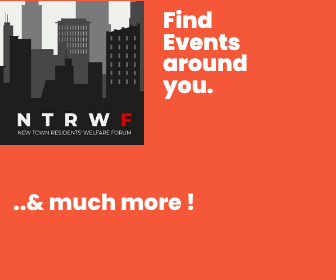 Find
Events
around
you.
N T R W F
NEW TOWN RESIDENTS' WELFARE FORUM
..& much more !